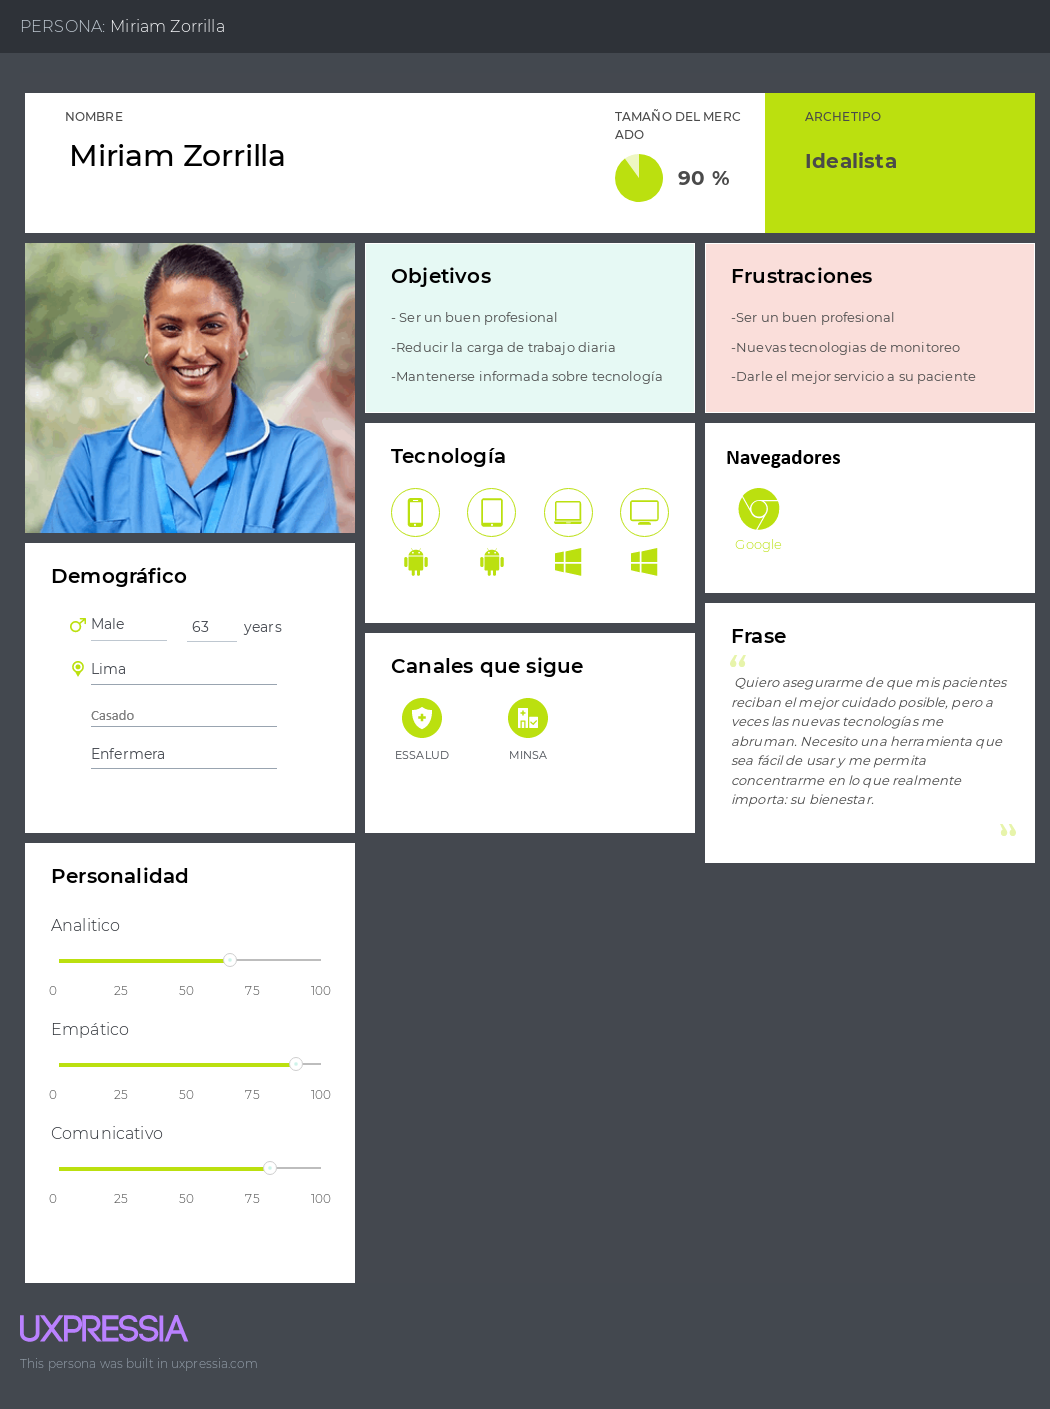 PERSONA: Miriam Zorrilla
NOMBRE
Miriam Zorrilla
TAMAÑO DEL MERC
ADO
90 %
ARCHETIPO
Idealista
Objetivos
- Ser un buen profesional
-Reducir la carga de trabajo diaria
-Mantenerse informada sobre tecnología
Frustraciones
-Ser un buen profesional
-Nuevas tecnologias de monitoreo
-Darle el mejor servicio a su paciente
Tecnología
Navegadores
Google
Demográfico
Male
63 years
Lima
Casado
Enfermera
Canales que sigue
ESSALUD
MINSA
Frase
“
Quiero asegurarme de que mis pacientes
reciban el mejor cuidado posible, pero a
veces las nuevas tecnologías me
abruman. Necesito una herramienta que
sea fácil de usar y me permita
concentrarme en lo que realmente
importa: su bienestar.
”
Personalidad
Analitico
0 25 50 75 100
Empático
0 25 50 75 100
Comunicativo
0 25 50 75 100
UXPRESSIA
This persona was built in uxpressia.com